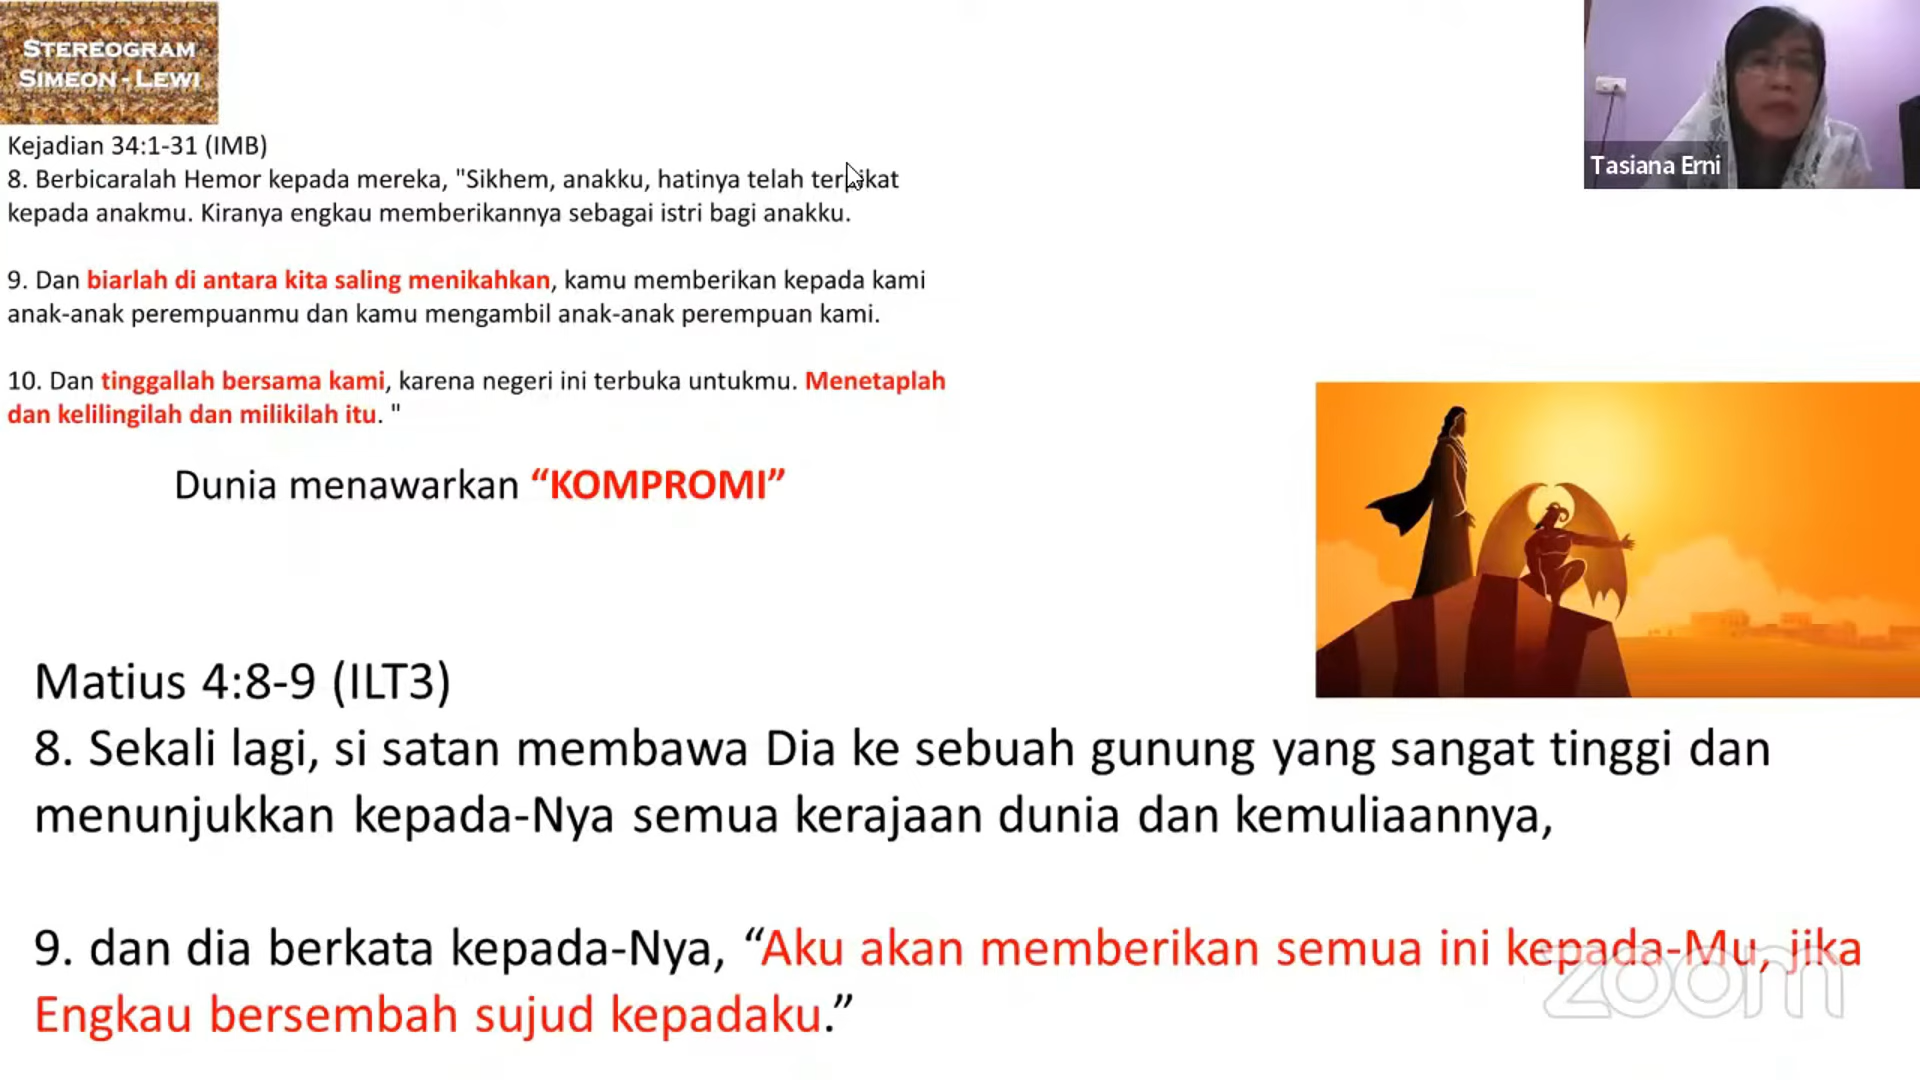 STEREOGRAM
SIMEON - LEWI
Tasiana Erni
Kejadian 34:1-31 (IMB)
8. Berbicaralah Hemor kepada mereka, "Sikhem, anakku, hatinya telah terpikat
kepada anakmu. Kiranya engkau memberikannya sebagai istri bagi anakku.
9. Dan biarlah di antara kita saling menikahkan, kamu memberikan kepada kami
anak-anak perempuanmu dan kamu mengambil anak-anak perempuan kami.
10. Dan tinggallah bersama kami, karena negeri ini terbuka untukmu. Menetaplah
dan kelilingilah dan milikilah itu. "
Dunia menawarkan “KOMPROMI”
Matius 4:8-9 (ILT3)
8. Sekali lagi, si satan membawa Dia ke sebuah gunung yang sangat tinggi dan
menunjukkan kepada-Nya semua kerajaan dunia dan kemuliaannya,
9. dan dia berkata kepada-Nya, “Aku akan memberikan semua ini kepada-Mu, jika
Engkau bersembah sujud kepadaku.”
zoom